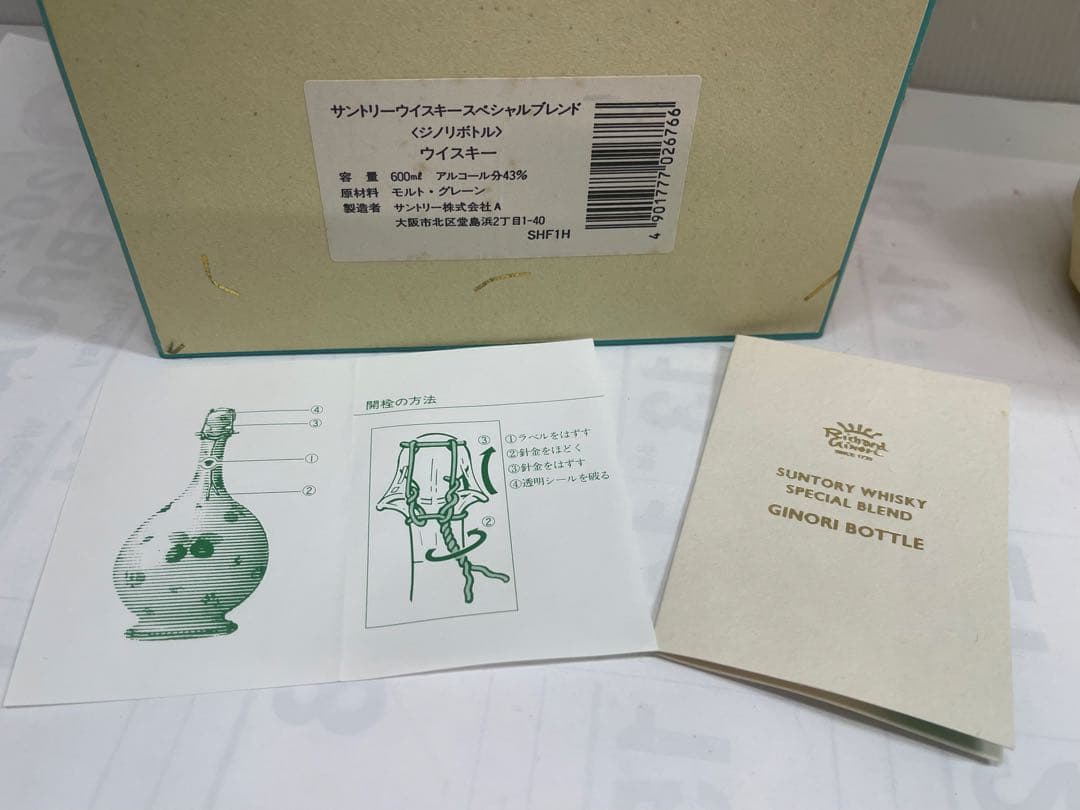 サントリーウイスキースペシャルブレンド
〈ジノリボトル〉
ウイスキー
容 量 600mℓ アルコール分43%
原材料 モルト・グレーン
製造者 サントリー株式会社 A
大阪市北区堂島浜2丁目1-40
SHF1H
4 901777 026766
④
③
①
②
開栓の方法
③
②
①ラベルをはずす
②針金をほどく
③針金をはずす
④透明シールを破る
Richard
Ginori
SINCE 1735
SUNTORY WHISKY
SPECIAL BLEND
GINORI BOTTLE